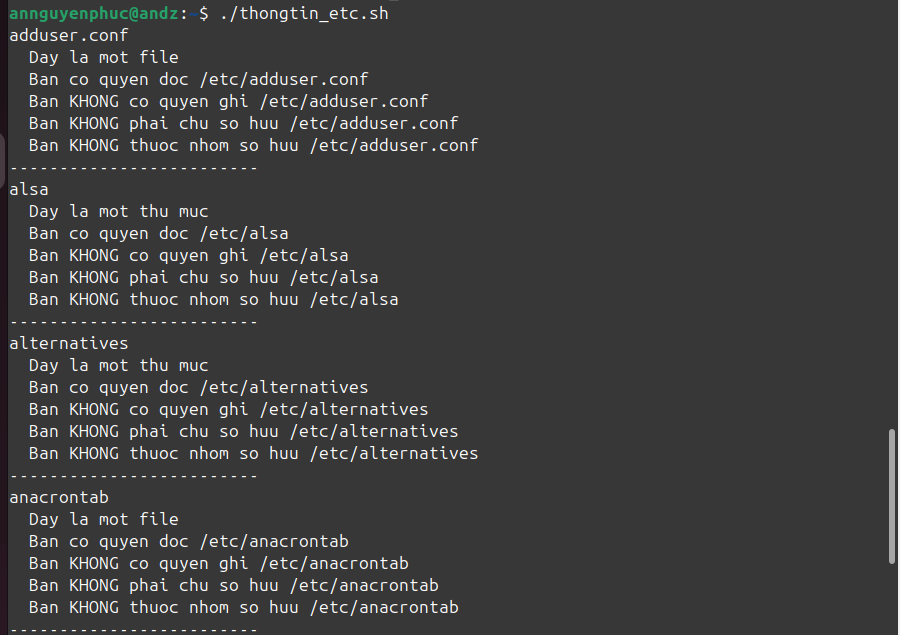 annguyenphuc@andz:~$ ./thongtin_etc.sh
adduser.conf
  Day la mot file
  Ban co quyen doc /etc/adduser.conf
  Ban KHONG co quyen ghi /etc/adduser.conf
  Ban KHONG phai chu so huu /etc/adduser.conf
  Ban KHONG thuoc nhom so huu /etc/adduser.conf
-------------------------
alsa
  Day la mot thu muc
  Ban co quyen doc /etc/alsa
  Ban KHONG co quyen ghi /etc/alsa
  Ban KHONG phai chu so huu /etc/alsa
  Ban KHONG thuoc nhom so huu /etc/alsa
-------------------------
alternatives
  Day la mot thu muc
  Ban co quyen doc /etc/alternatives
  Ban KHONG co quyen ghi /etc/alternatives
  Ban KHONG phai chu so huu /etc/alternatives
  Ban KHONG thuoc nhom so huu /etc/alternatives
-------------------------
anacrontab
  Day la mot file
  Ban co quyen doc /etc/anacrontab
  Ban KHONG co quyen ghi /etc/anacrontab
  Ban KHONG phai chu so huu /etc/anacrontab
  Ban KHONG thuoc nhom so huu /etc/anacrontab
-------------------------